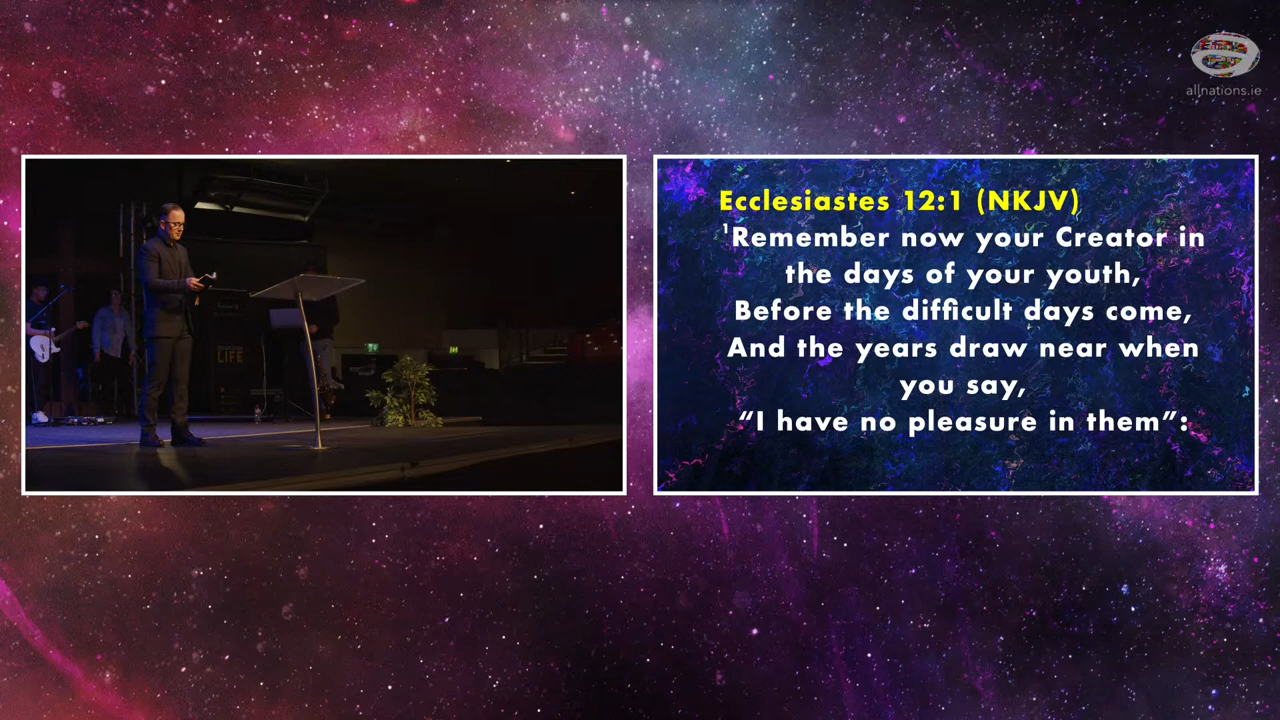 allnations.ie
LIFE
Ecclesiastes 12:1 (NKJV)
¹Remember now your Creator in
the days of your youth,
Before the difficult days come,
And the years draw near when
you say,
“I have no pleasure in them”: